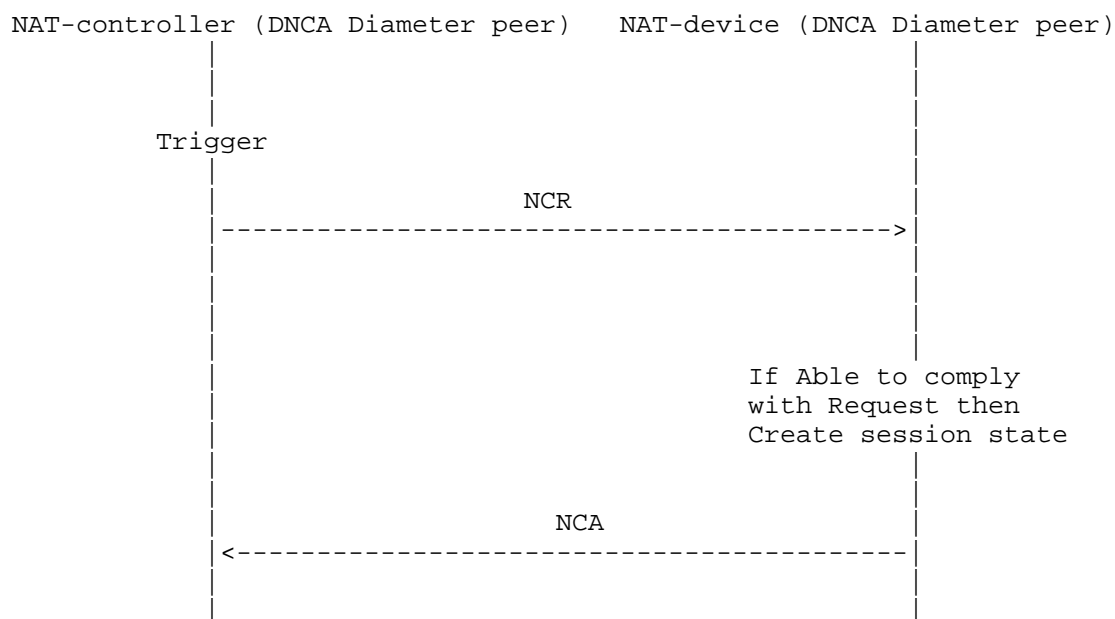 NAT-controller (DNCA Diameter peer)    NAT-device (DNCA Diameter peer)
Trigger
NCR
If Able to comply
with Request then
Create session state
NCA